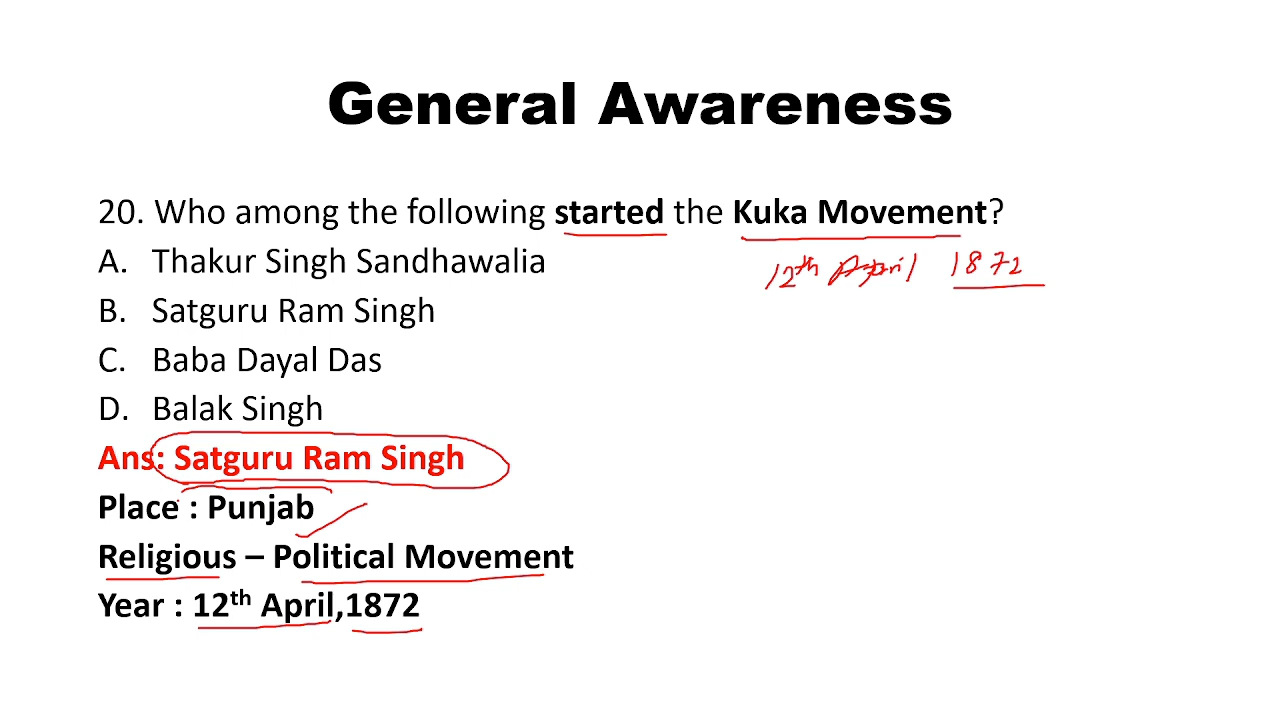 General Awareness
20. Who among the following started the Kuka Movement?
A. Thakur Singh Sandhawalia
12th April 1872
B. Satguru Ram Singh
C. Baba Dayal Das
D. Balak Singh
Ans: Satguru Ram Singh
Place : Punjab
Religious – Political Movement
Year : 12th April,1872